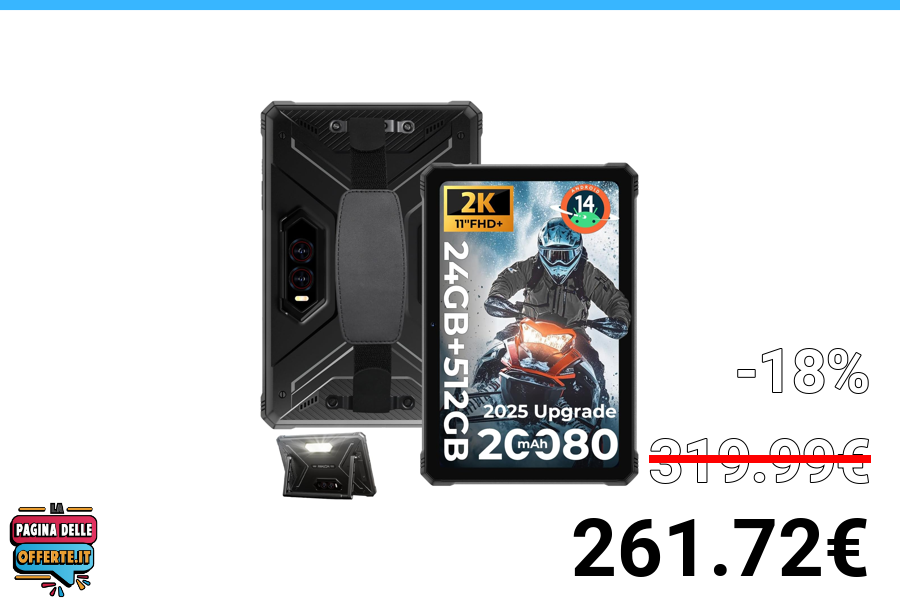 2K
11"FHD+
ANDROID
14
24GB+512GB
2025 Upgrade
20080
mAh
-18%
319.99€
261.72€
LA
PAGINA DELLE
OFFERTE.IT